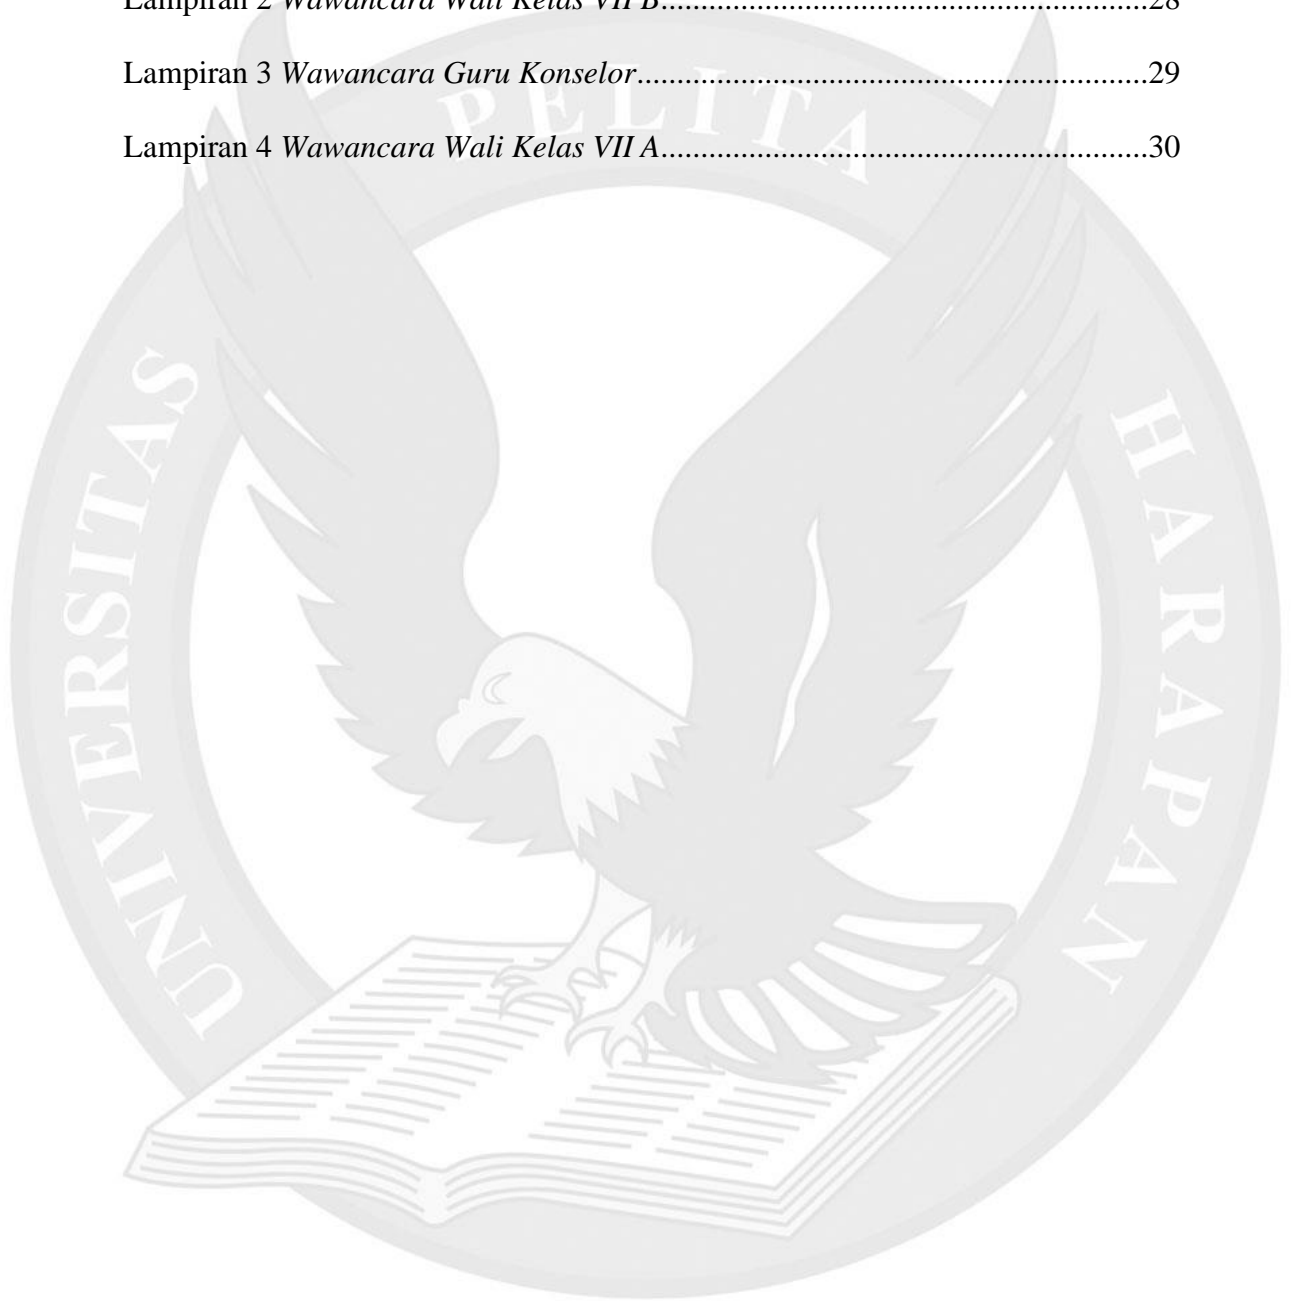 Lampiran 2 Wawancara Wali Kelas VII B..............................................................28
Lampiran 3 Wawancara Guru Konselor.................................................................29
Lampiran 4 Wawancara Wali Kelas VII A..............................................................30
UNIVERSITAS PELITA HARAPAN